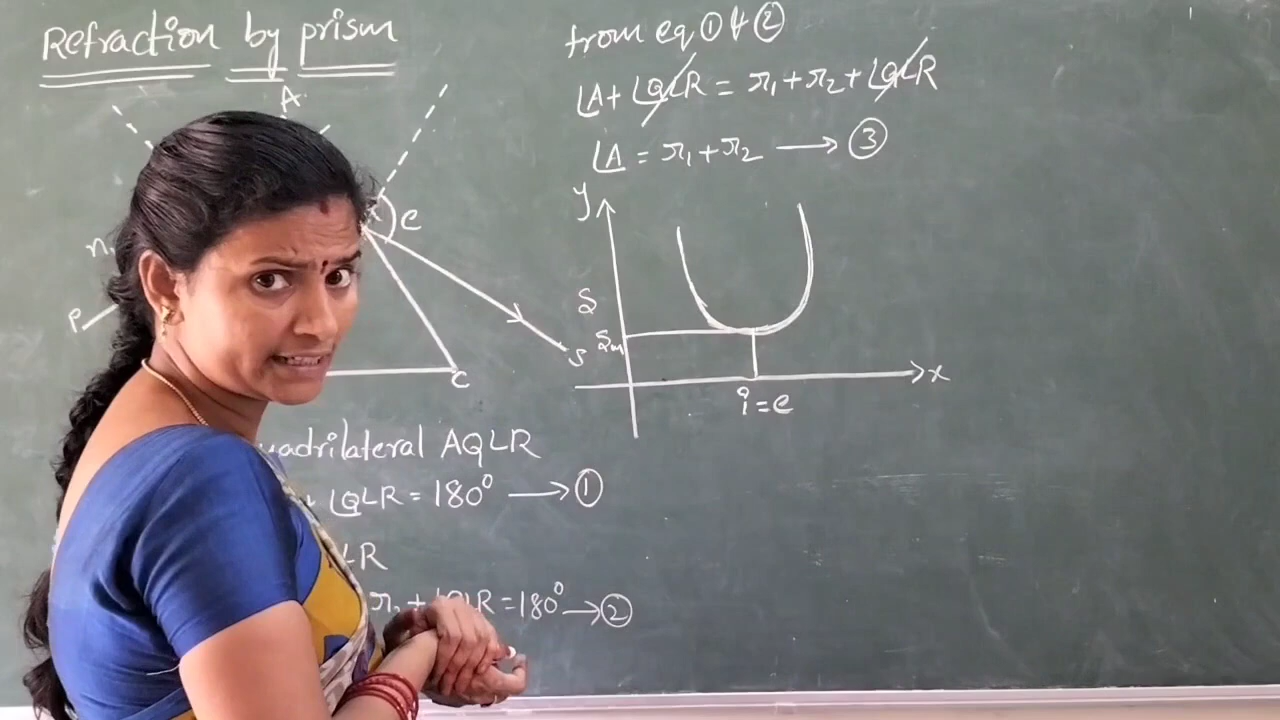 Refraction by prism
A
e
n
P
S
C
uadrilateral AQLR
+ ∠QLR = 180° ⟶ ①
LR
r₂ + ∠QLR = 180° ⟶ ②
from eq ① & ②
∠A + ∠QLR = r₁ + r₂ + ∠QLR
∠A = r₁ + r₂ ⟶ ③
y
δ
δm
x
i = e